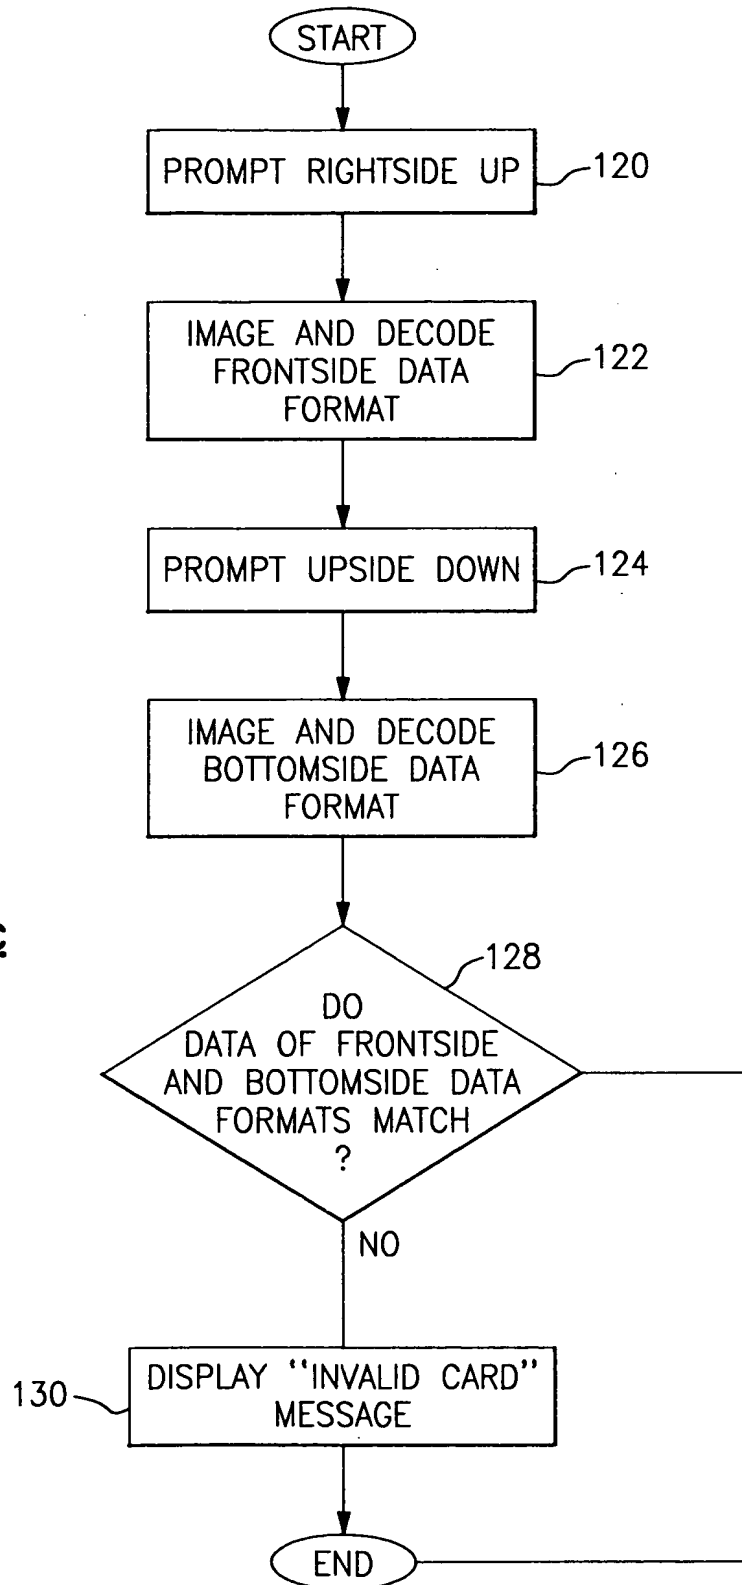 START
PROMPT RIGHTSIDE UP
120
IMAGE AND DECODE
FRONTSIDE DATA
FORMAT
122
PROMPT UPSIDE DOWN
124
IMAGE AND DECODE
BOTTOMSIDE DATA
FORMAT
126
128
DO
DATA OF FRONTSIDE
AND BOTTOMSIDE DATA
FORMATS MATCH
?
NO
DISPLAY "INVALID CARD"
MESSAGE
130
END